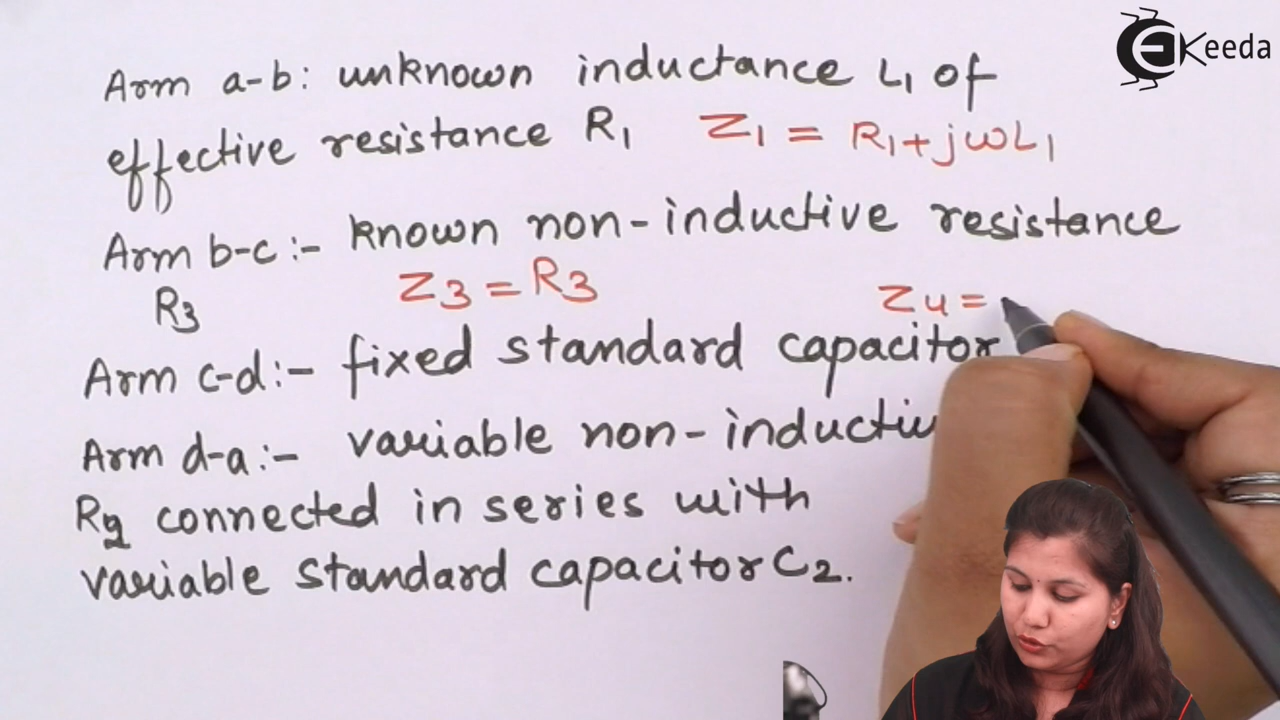 Keeda
Arm a-b: unknown inductance L1 of
effective resistance R1 Z1 = R1+jωL1
Arm b-c:- known non-inductive resistance
R3 Z3 = R3 Z4 =
Arm c-d:- fixed standard capacitor
Arm d-a:- variable non-inductiv
R2 connected in series with
variable standard capacitor C2.